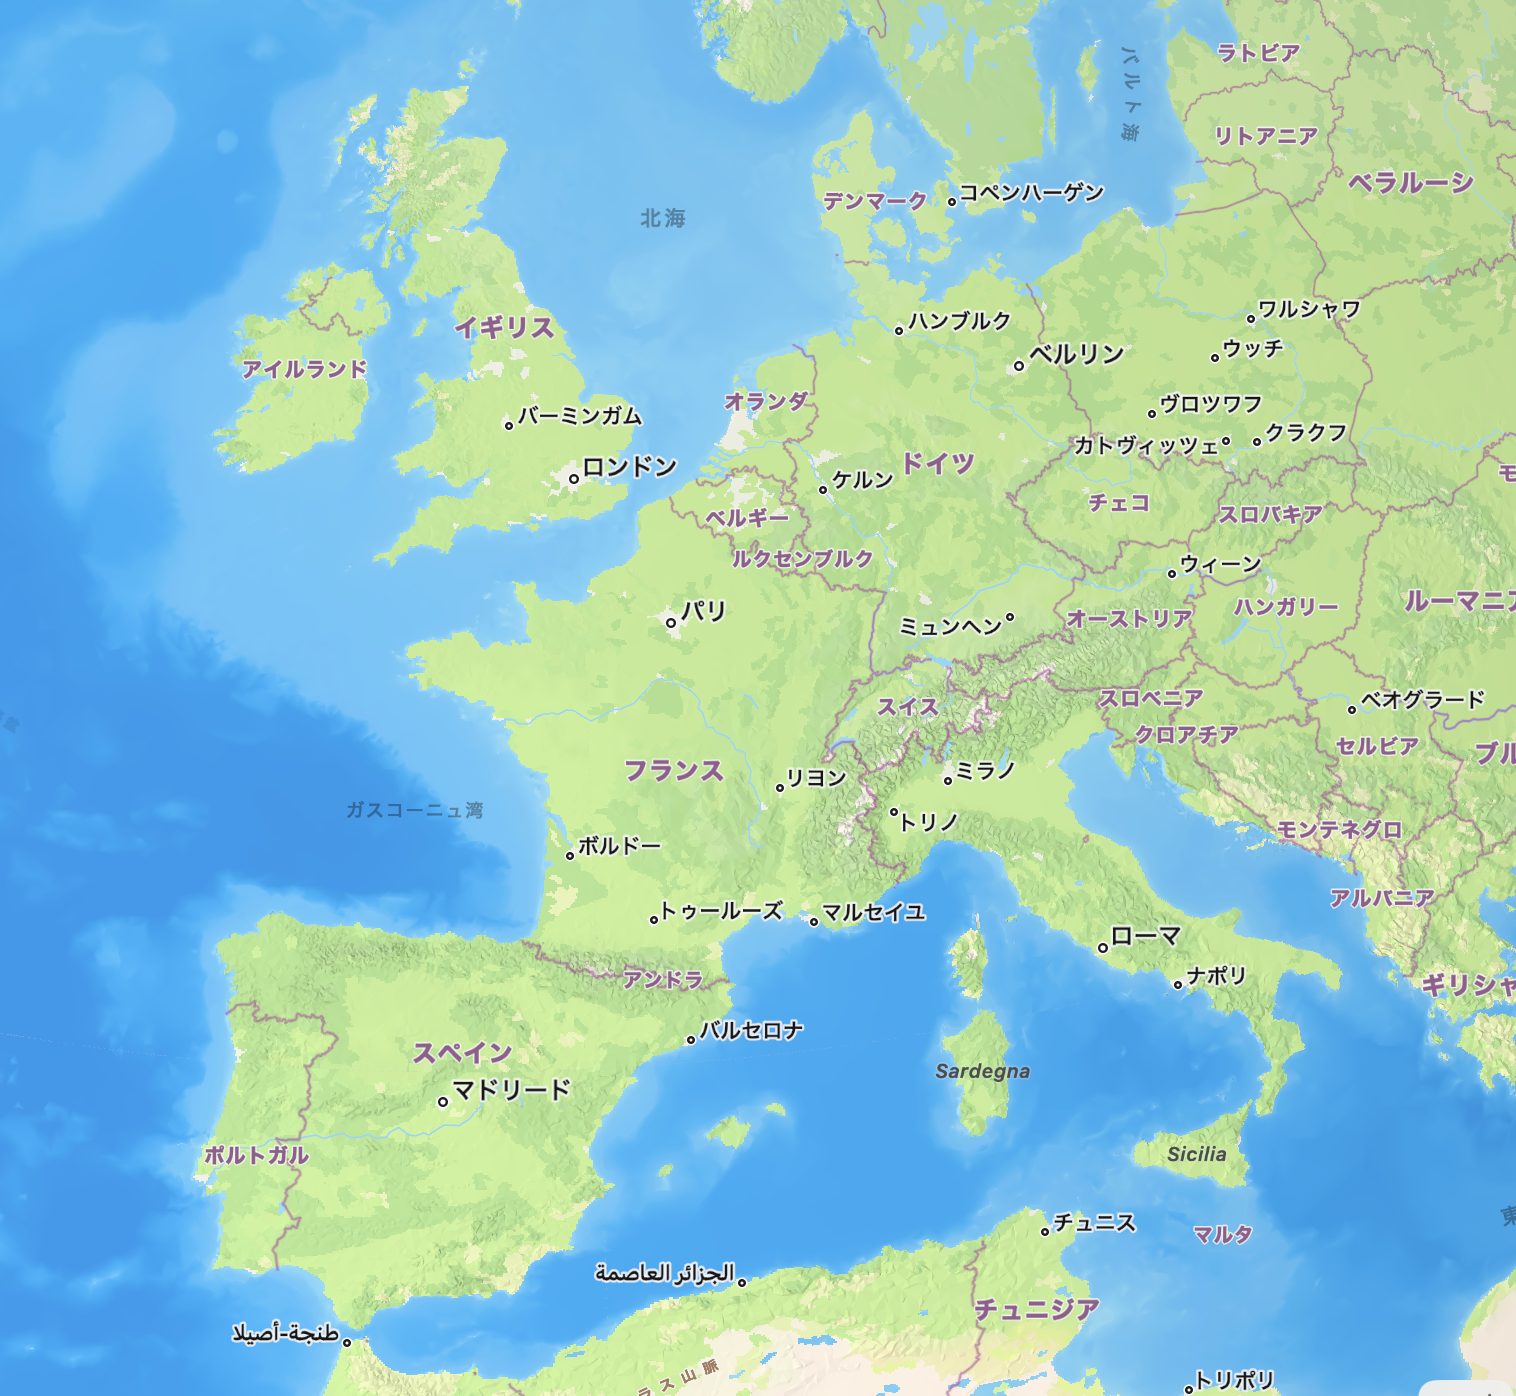 ラトビア
バルト海
リトアニア
ベラルーシ
コペンハーゲン
デンマーク
北海
ワルシャワ
ハンブルク
イギリス
ウッチ
ベルリン
アイルランド
オランダ
ヴロツワフ
バーミンガム
クラクフ
カトヴィッツェ
ロンドン
ドイツ
ケルン
チェコ
スロバキア
ベルギー
ルクセンブルク
ウィーン
ルーマニア
ハンガリー
パリ
オーストリア
ミュンヘン
スロベニア
ベオグラード
スイス
クロアチア
セルビア
ブル
フランス
ミラノ
リヨン
ガスコーニュ湾
トリノ
モンテネグロ
ボルドー
アルバニア
トゥールーズ
マルセイユ
ローマ
アンドラ
ナポリ
ギリシャ
バルセロナ
スペイン
Sardegna
マドリード
ポルトガル
Sicilia
チュニス
マルタ
الجزائر العاصمة
チュニジア
طنجة-أصيلا
ラス山脈
トリポリ